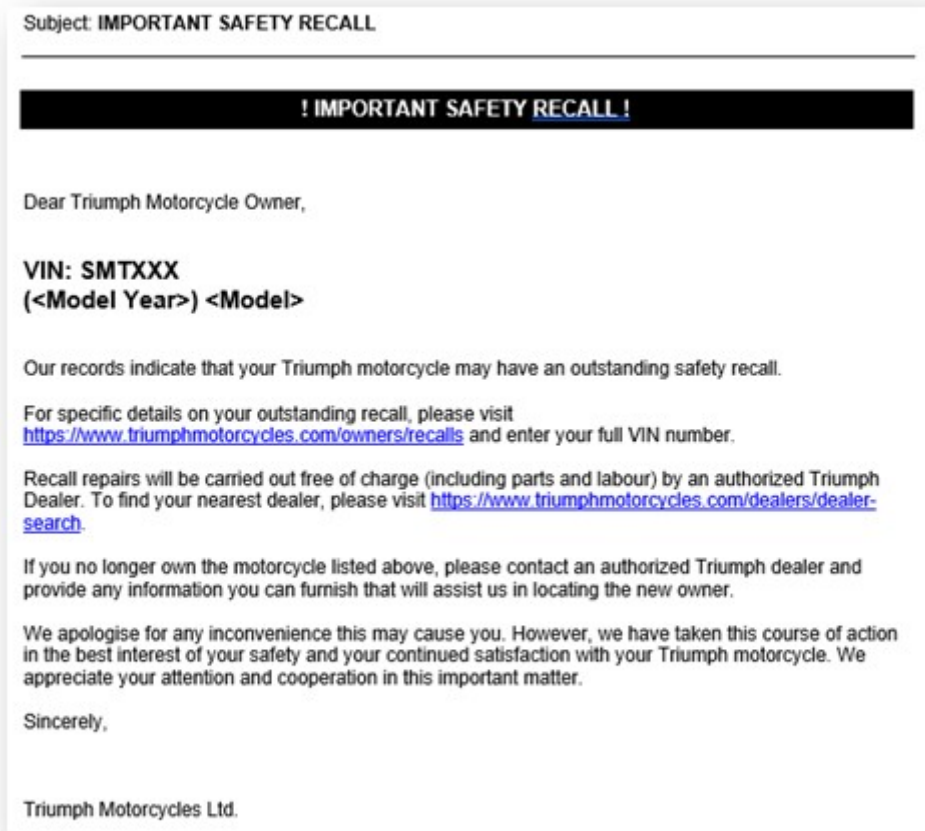 Subject: IMPORTANT SAFETY RECALL
! IMPORTANT SAFETY RECALL !
Dear Triumph Motorcycle Owner,
VIN: SMTXXX
(<Model Year>) <Model>
Our records indicate that your Triumph motorcycle may have an outstanding safety recall.
For specific details on your outstanding recall, please visit
https://www.triumphmotorcycles.com/owners/recalls and enter your full VIN number.
Recall repairs will be carried out free of charge (including parts and labour) by an authorized Triumph
Dealer. To find your nearest dealer, please visit https://www.triumphmotorcycles.com/dealers/dealer-
search.
If you no longer own the motorcycle listed above, please contact an authorized Triumph dealer and
provide any information you can furnish that will assist us in locating the new owner.
We apologise for any inconvenience this may cause you. However, we have taken this course of action
in the best interest of your safety and your continued satisfaction with your Triumph motorcycle. We
appreciate your attention and cooperation in this important matter.
Sincerely,
Triumph Motorcycles Ltd.